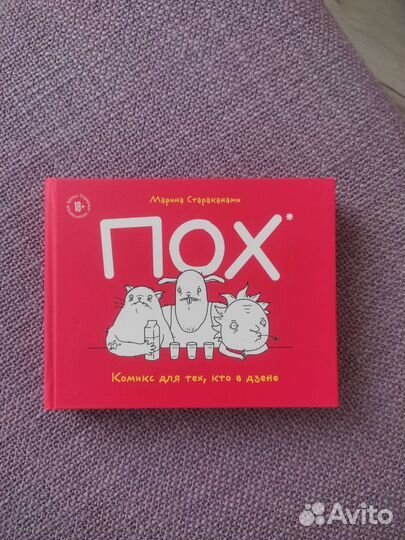 Марина Стараканами
18+
ПОХ*
Комикс для тех, кто в дзене
Avito